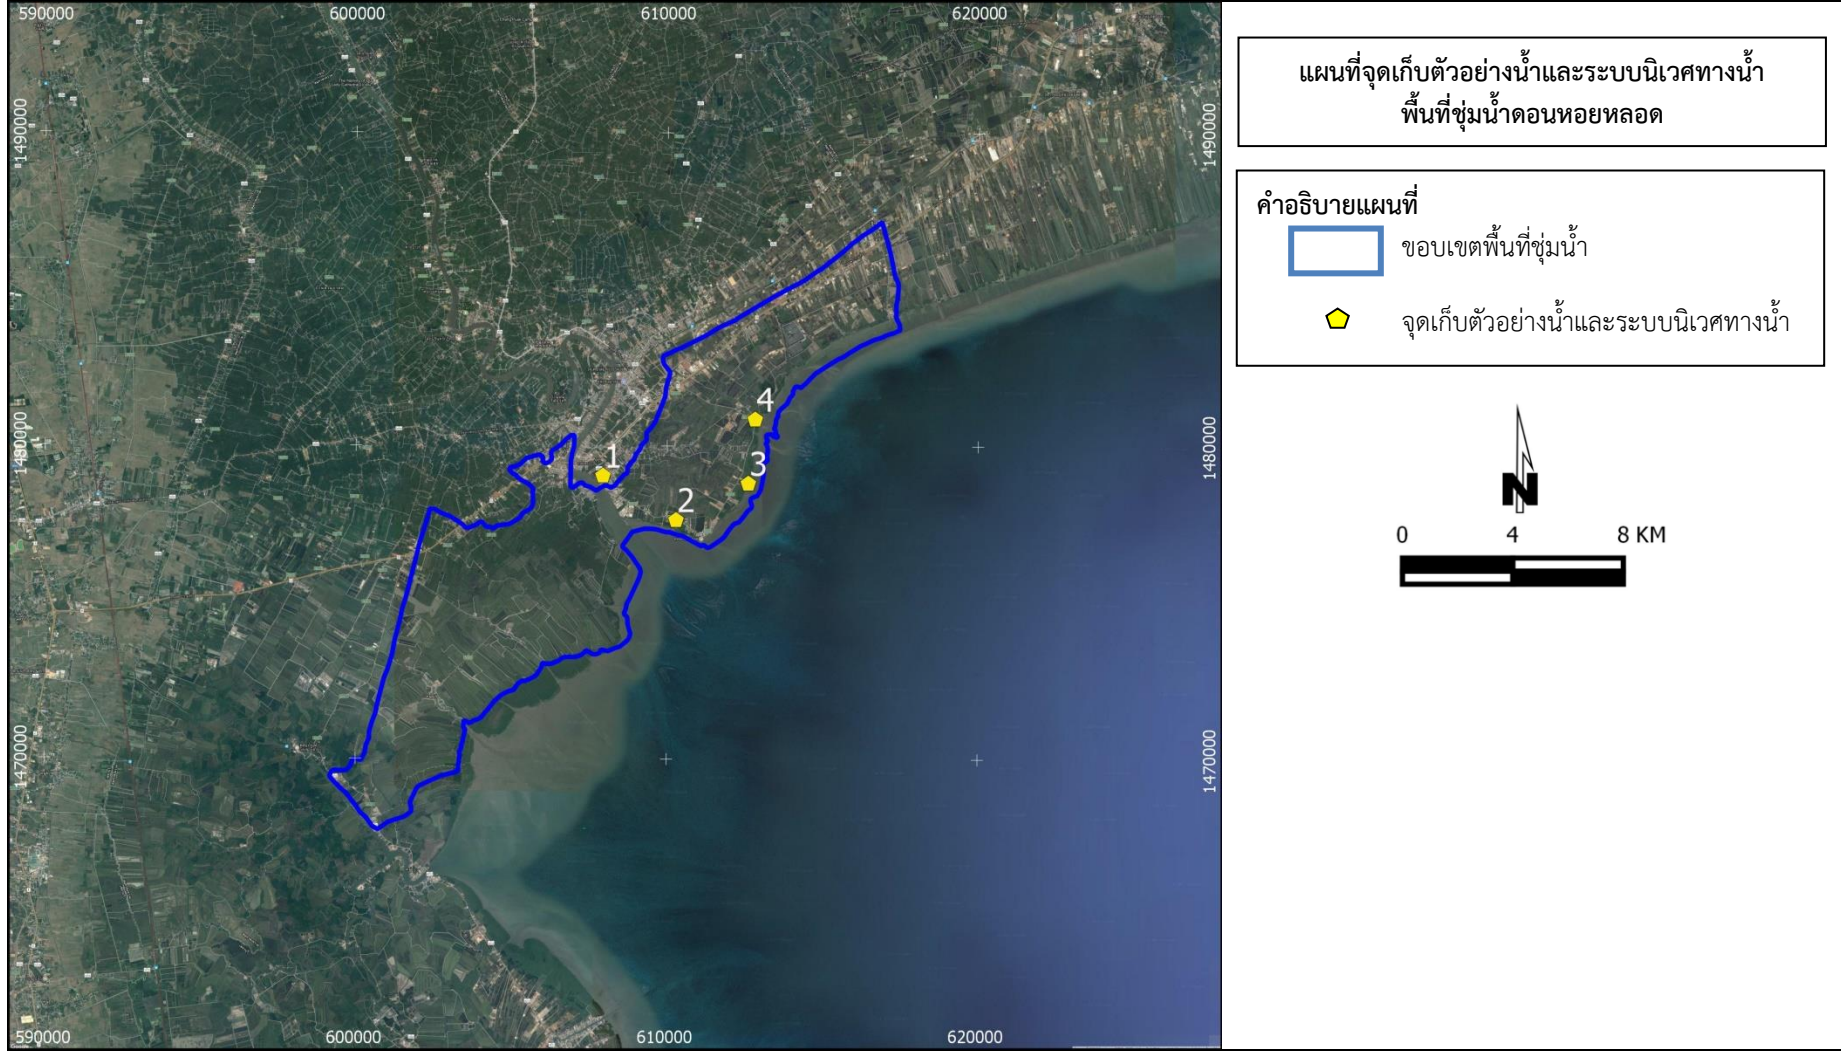 590000
600000
610000
620000
1490000
1490000
1480000
1480000
1470000
1470000
4
1
3
2
590000
600000
610000
620000
แผนที่จุดเก็บตัวอย่างน้ำและระบบนิเวศทางน้ำ
พื้นที่ชุ่มน้ำดอนหอยหลอด
คำอธิบายแผนที่
ขอบเขตพื้นที่ชุ่มน้ำ
จุดเก็บตัวอย่างน้ำและระบบนิเวศทางน้ำ
N
0 4 8 KM